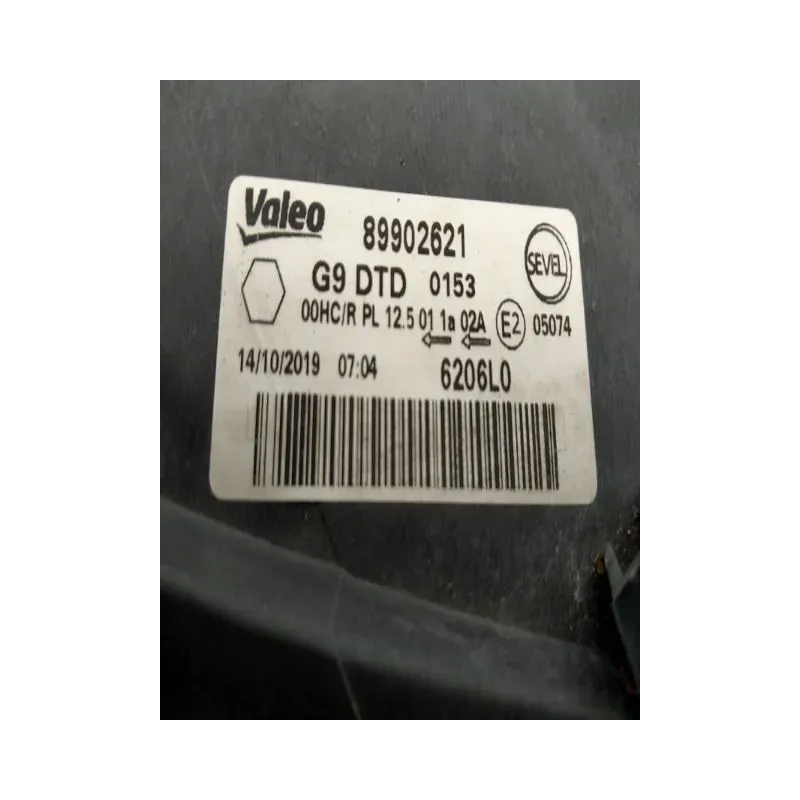 Valeo
89902621
SEVEL
G9 DTD 0153
00HC/R PL 12.5 01 1a 02A E2 05074
14/10/2019 07:04 6206L0